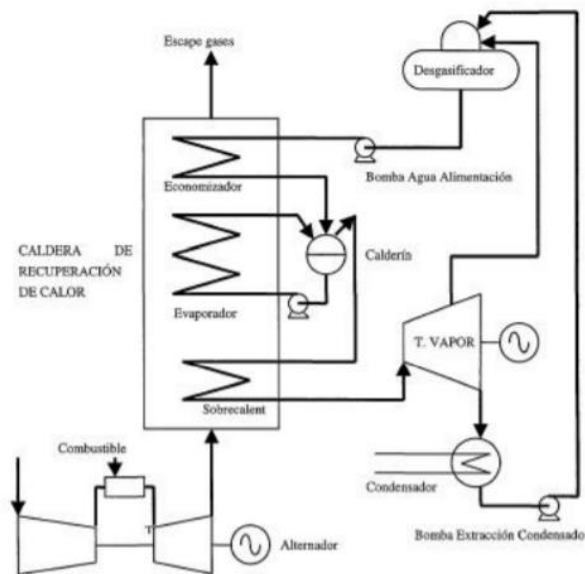 Escape gases
Desgasificador
Economizador
Bomba Agua Alimentación
CALDERA DE
RECUPERACIÓN
DE CALOR
Calderín
Evaporador
T. VAPOR
Sobrecalent
Combustible
Condensador
T
Alternador
Bomba Extracción Condensado